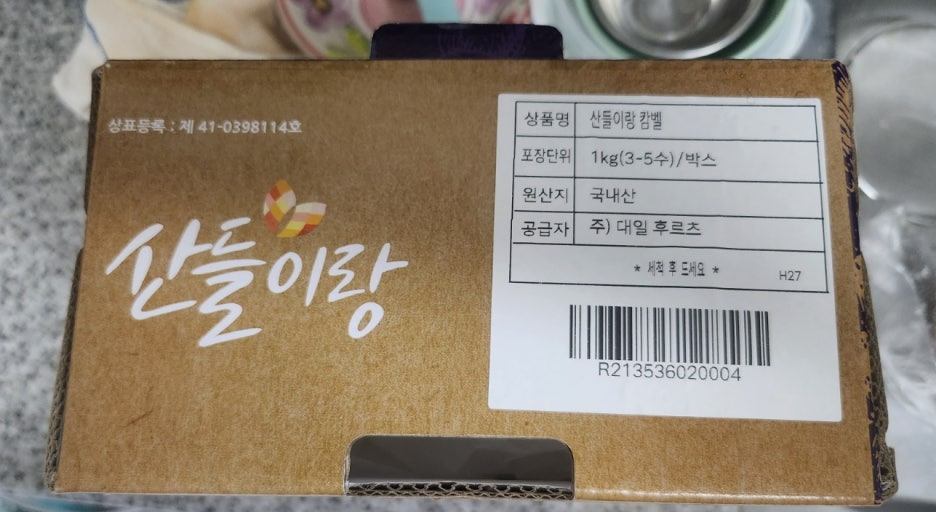 상표등록 : 제 41-0398114호
산들이랑
상품명 산들이랑 캄벨
포장단위 1kg(3-5수)/박스
원산지 국내산
공급자 주) 대일 후르츠
* 세척 후 드세요 * H27
R213536020004